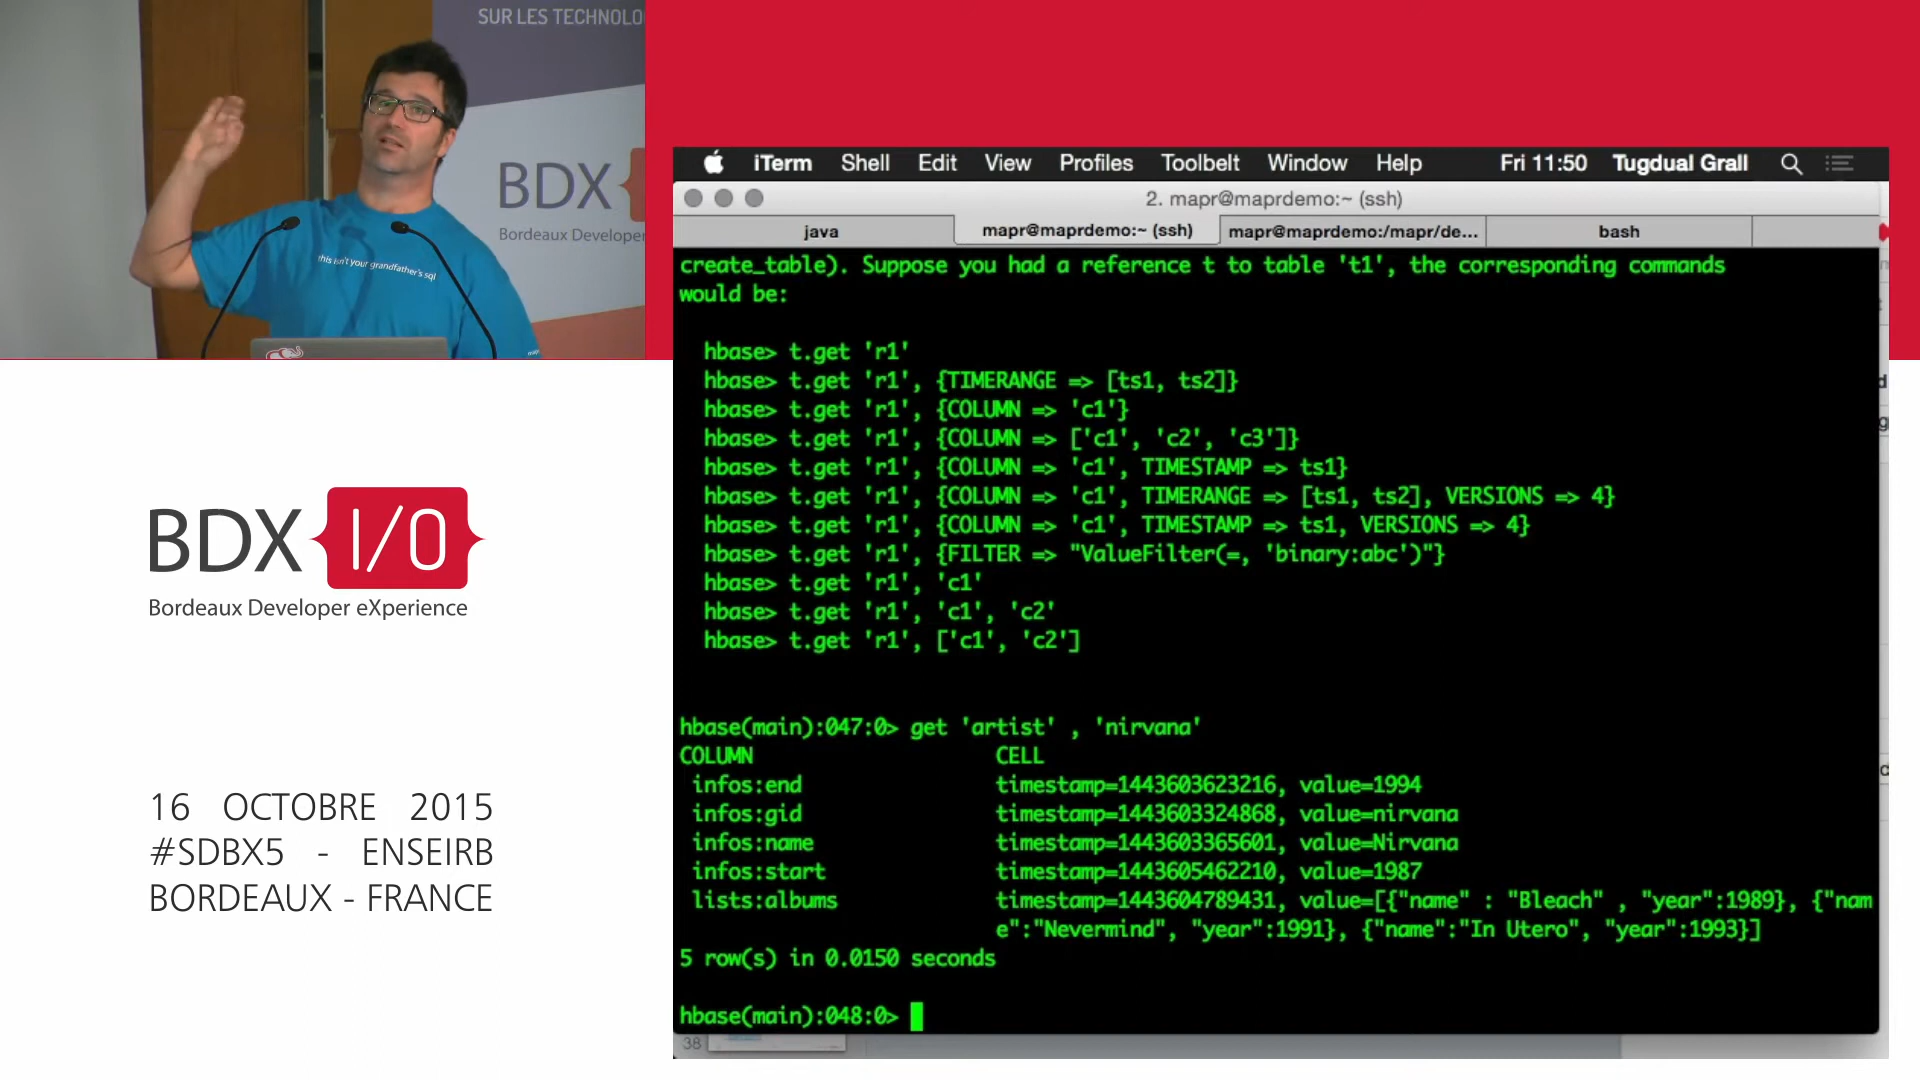 SUR LES TECHNOLO
BDX
Bordeaux Developer
this isn't your grandfather's sql
BDX I/O
Bordeaux Developer eXperience
16 OCTOBRE 2015
#SDBX5 - ENSEIRB
BORDEAUX - FRANCE
iTerm Shell Edit View Profiles Toolbelt Window Help Fri 11:50 Tugdual Grall
2. mapr@maprdemo:~ (ssh)
java mapr@maprdemo:~ (ssh) mapr@maprdemo:/mapr/de... bash
create_table). Suppose you had a reference t to table 't1', the corresponding commands
would be:
hbase> t.get 'r1'
hbase> t.get 'r1', {TIMERANGE => [ts1, ts2]}
hbase> t.get 'r1', {COLUMN => 'c1'}
hbase> t.get 'r1', {COLUMN => ['c1', 'c2', 'c3']}
hbase> t.get 'r1', {COLUMN => 'c1', TIMESTAMP => ts1}
hbase> t.get 'r1', {COLUMN => 'c1', TIMERANGE => [ts1, ts2], VERSIONS => 4}
hbase> t.get 'r1', {COLUMN => 'c1', TIMESTAMP => ts1, VERSIONS => 4}
hbase> t.get 'r1', {FILTER => "ValueFilter(=, 'binary:abc')"}
hbase> t.get 'r1', 'c1'
hbase> t.get 'r1', 'c1', 'c2'
hbase> t.get 'r1', ['c1', 'c2']
hbase(main):047:0> get 'artist' , 'nirvana'
COLUMN CELL
infos:end timestamp=1443603623216, value=1994
infos:gid timestamp=1443603324868, value=nirvana
infos:name timestamp=1443603365601, value=Nirvana
infos:start timestamp=1443605462210, value=1987
lists:albums timestamp=1443604789431, value=[{"name" : "Bleach" , "year":1989}, {"nam
e":"Nevermind", "year":1991}, {"name":"In Utero", "year":1993}]
5 row(s) in 0.0150 seconds
hbase(main):048:0>
38